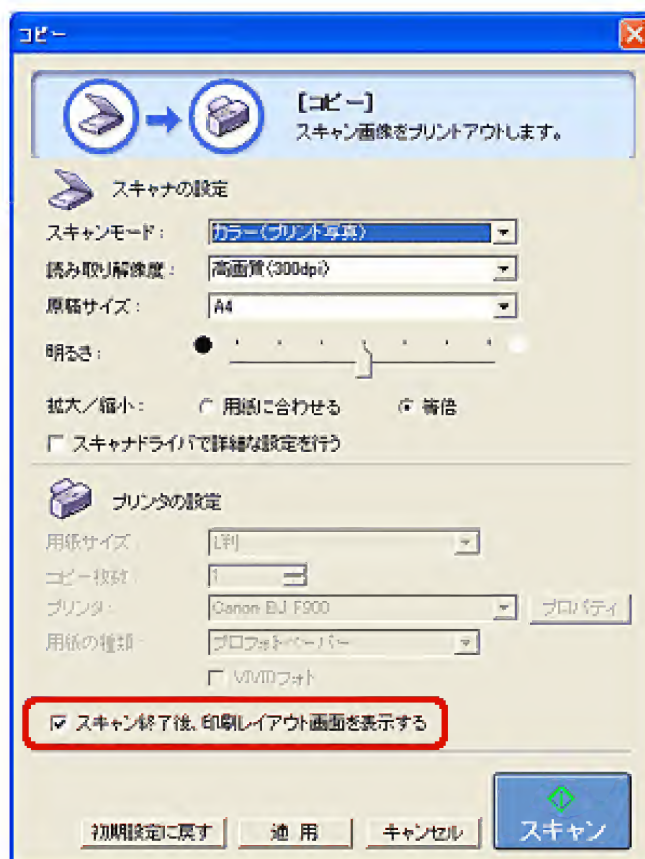 コピー
[コピー]
スキャン画像をプリントアウトします。
スキャナの設定
スキャンモード: カラー(プリント写真)
読み取り解像度: 高画質(300dpi)
原稿サイズ: A4
明るさ:
拡大/縮小: 用紙に合わせる 等倍
スキャナドライバで詳細な設定を行う
プリンタの設定
用紙サイズ: L判
コピー枚数: 1
プリンタ: Canon BJ F900 プロパティ
用紙の種類: プロフォトペーパー
VIVIDフォト
スキャン終了後、印刷レイアウト画面を表示する
初期設定に戻す 適用 キャンセル スキャン